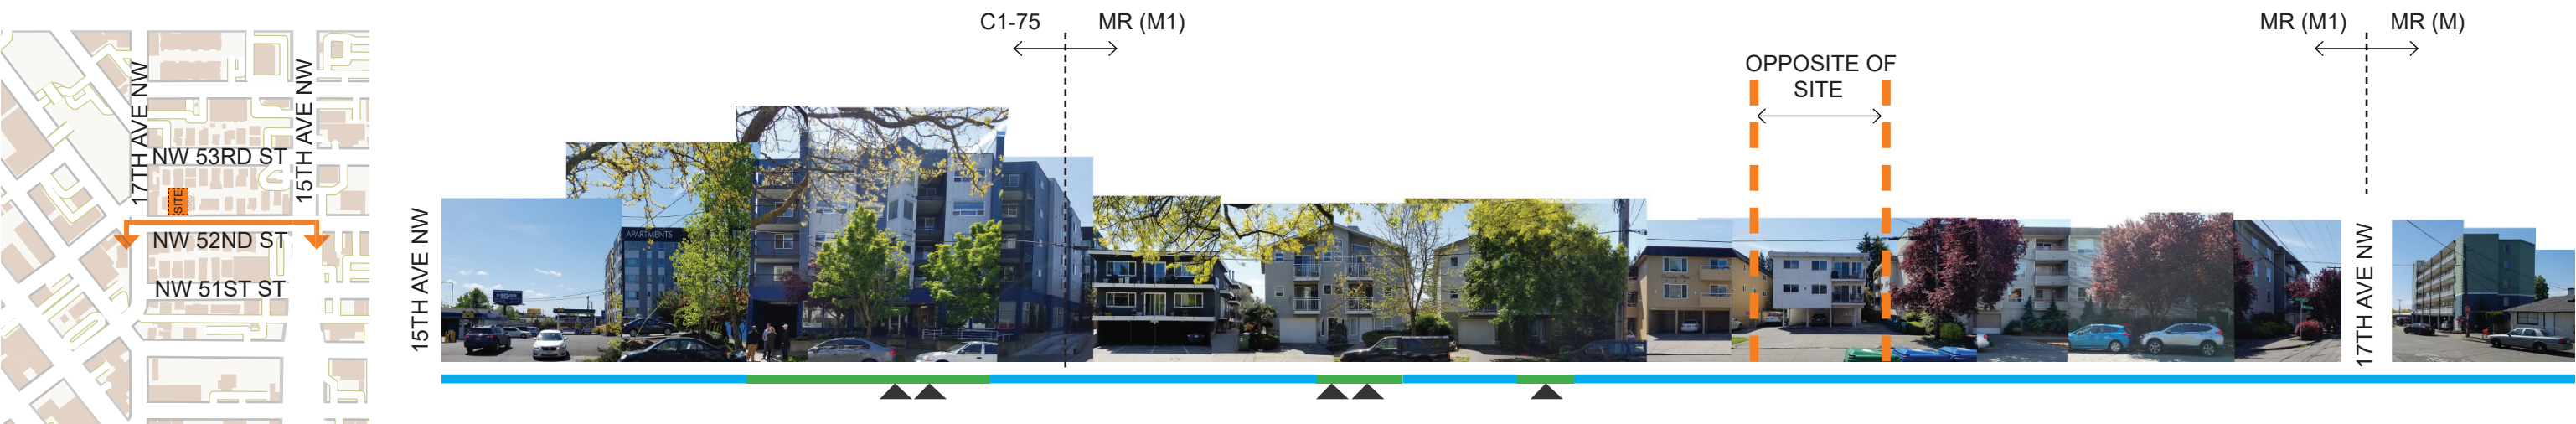 17TH AVE NW
15TH AVE NW
NW 53RD ST
SITE
NW 52ND ST
NW 51ST ST
C1-75
MR (M1)
OPPOSITE OF
SITE
MR (M1)
MR (M)
15TH AVE NW
APARTMENTS
17TH AVE NW